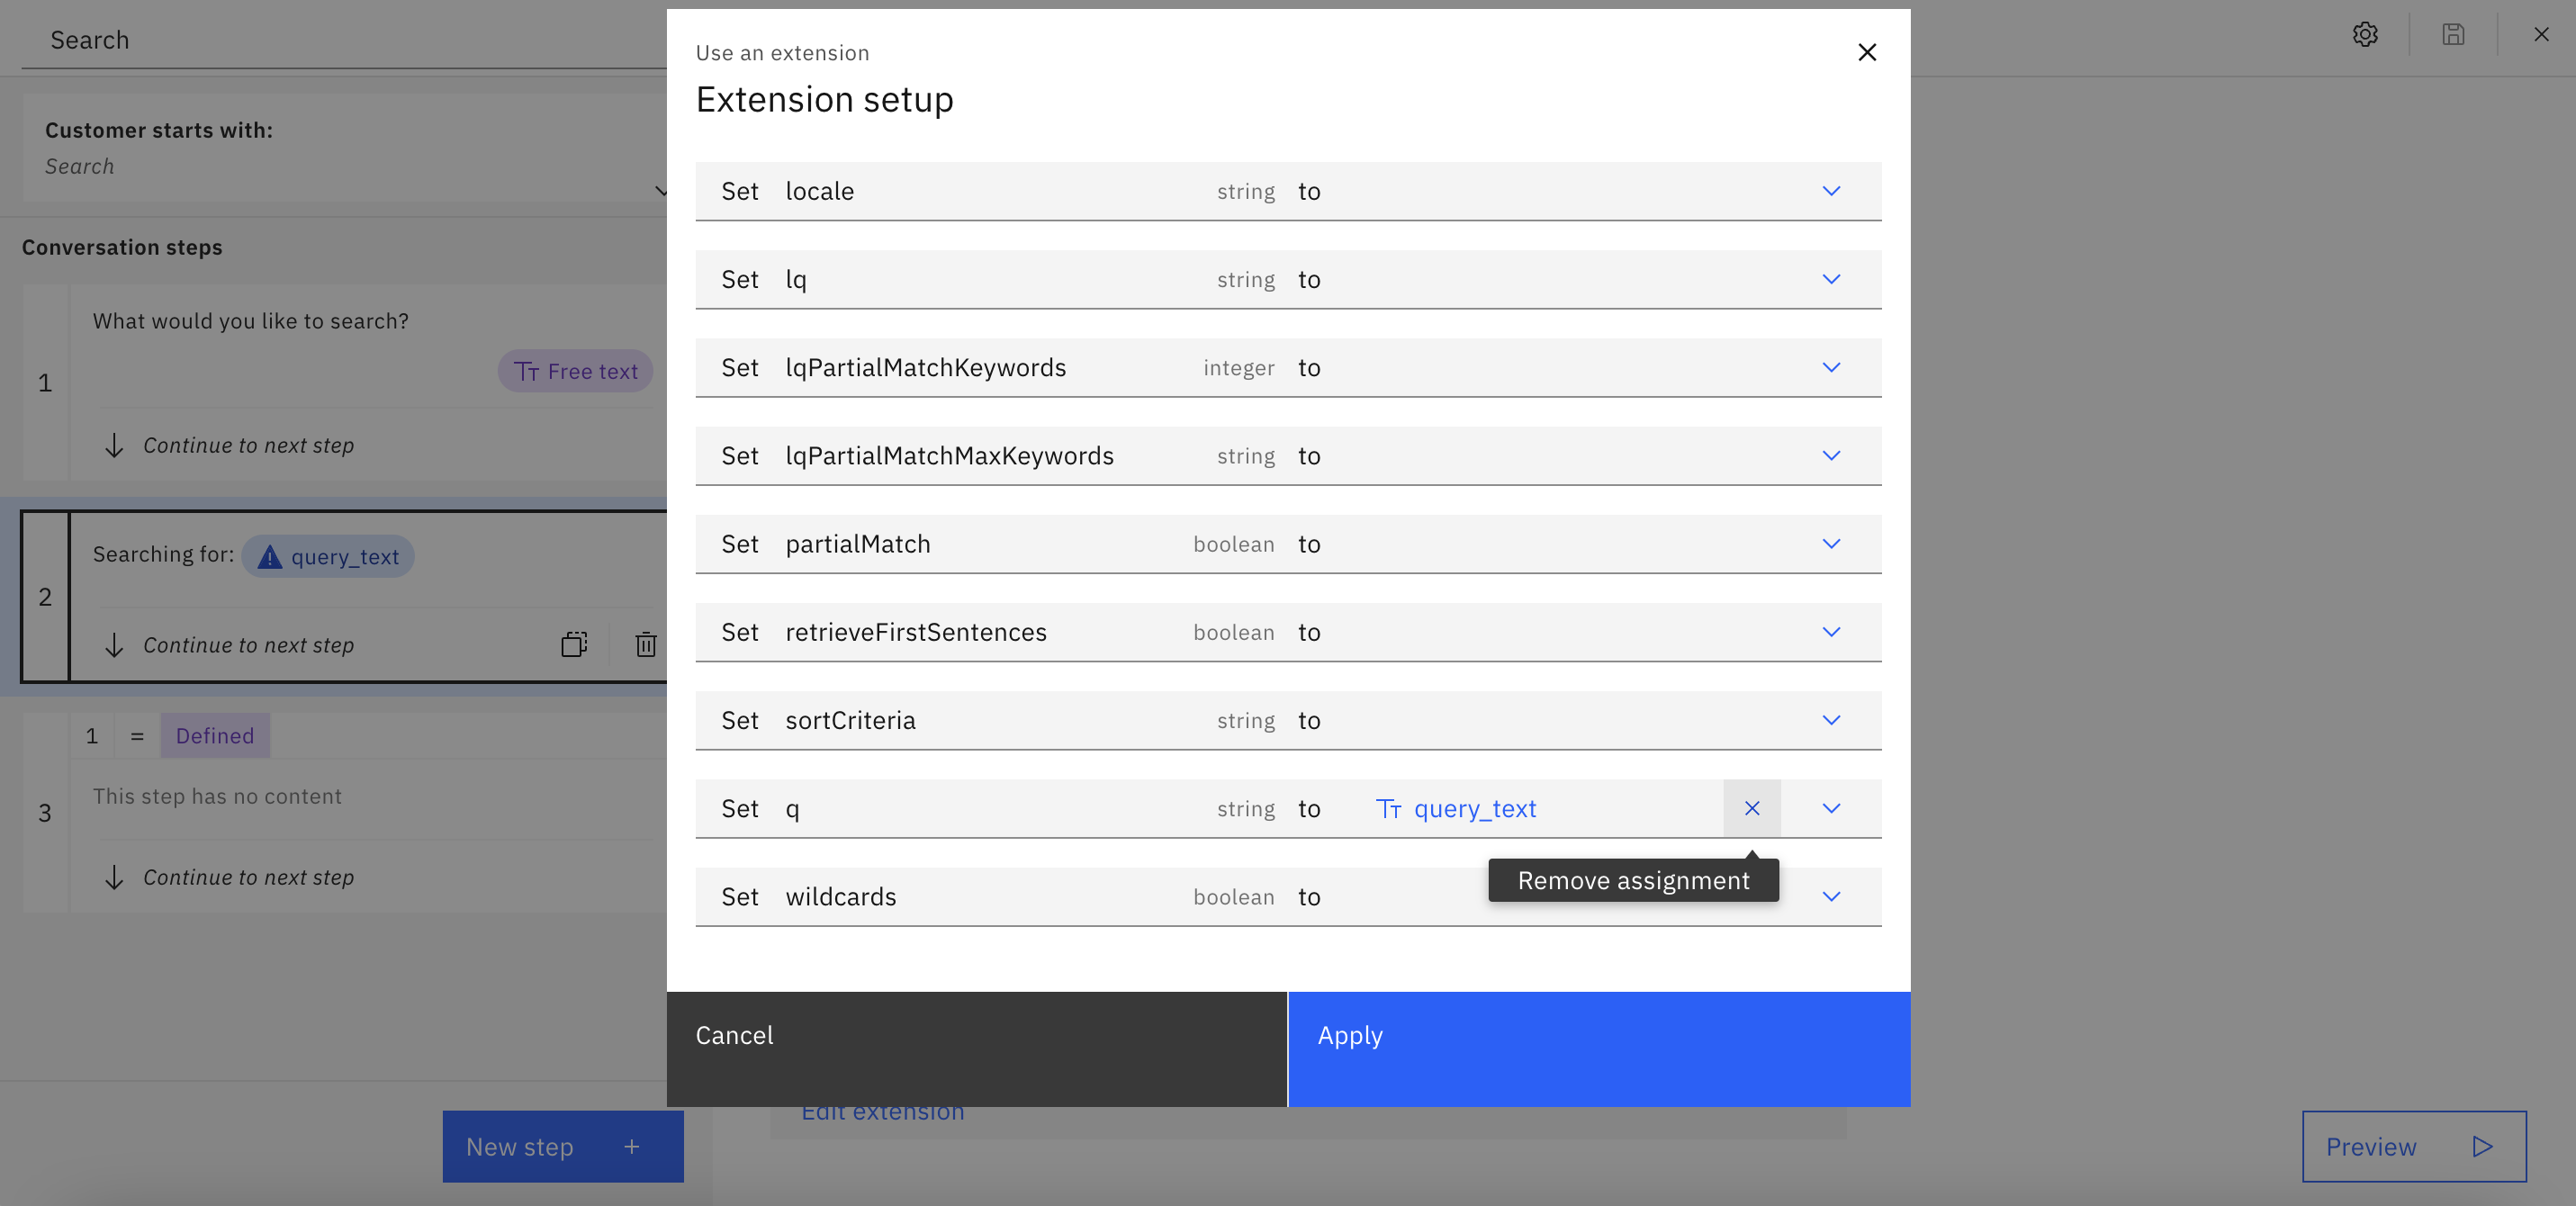 Search
Customer starts with:
Search
Conversation steps
1
What would you like to search?
Free text
Continue to next step
2
Searching for: query_text
Continue to next step
3
1 = Defined
This step has no content
Continue to next step
New step +
Use an extension
Extension setup
Set locale string to
Set lq string to
Set lqPartialMatchKeywords integer to
Set lqPartialMatchMaxKeywords string to
Set partialMatch boolean to
Set retrieveFirstSentences boolean to
Set sortCriteria string to
Set q string to query_text
Remove assignment
Set wildcards boolean to
Cancel
Apply
Edit extension
Preview